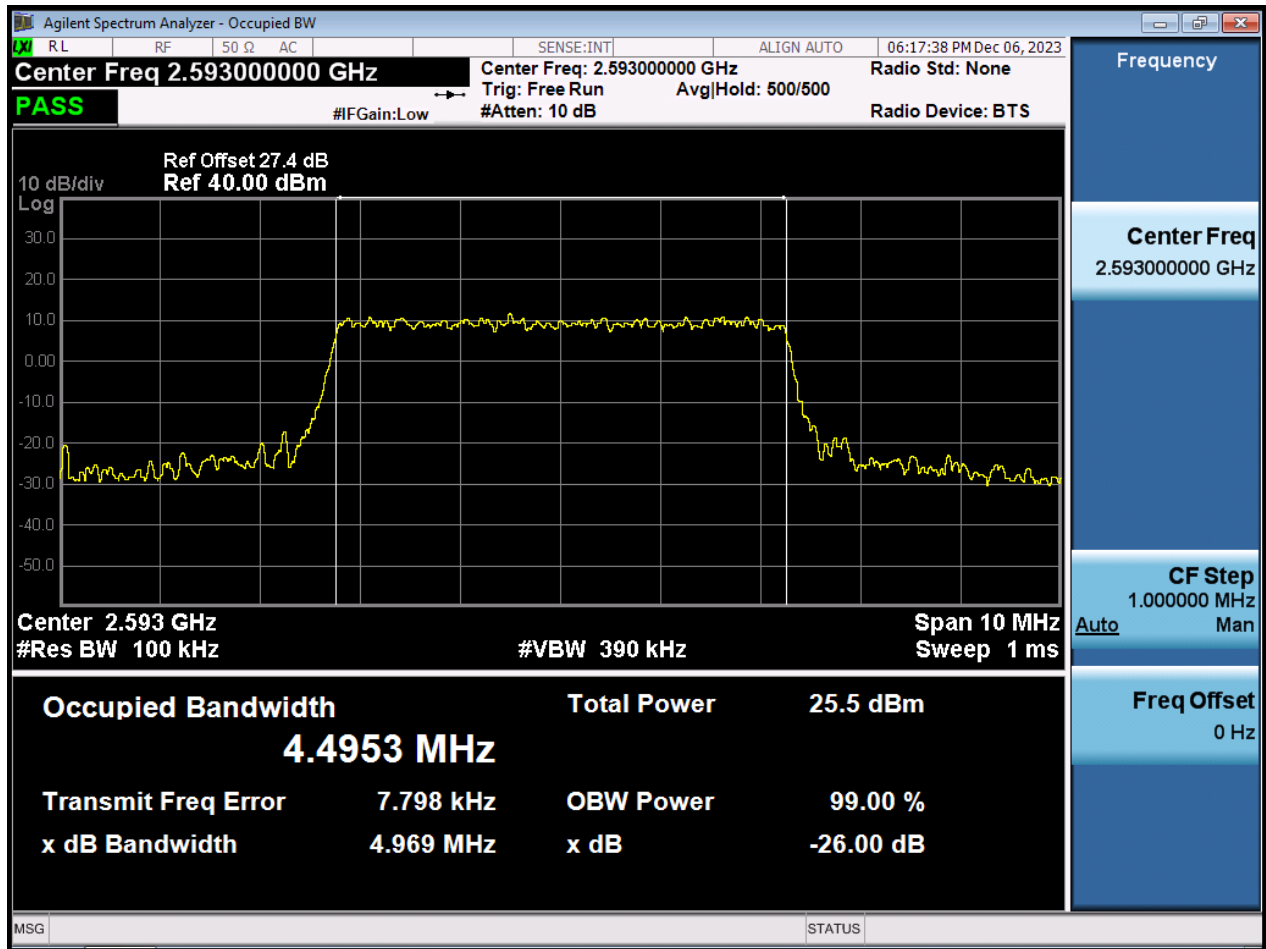 Agilent Spectrum Analyzer - Occupied BW
LXI RL RF 50 Ω AC SENSE:INT ALIGN AUTO 06:17:38 PM Dec 06, 2023
Center Freq 2.593000000 GHz
Center Freq: 2.593000000 GHz Radio Std: None
Trig: Free Run Avg|Hold: 500/500
PASS
#IFGain:Low #Atten: 10 dB Radio Device: BTS
Ref Offset 27.4 dB
10 dB/div Ref 40.00 dBm
Log
30.0
20.0
10.0
0.00
-10.0
-20.0
-30.0
-40.0
-50.0
Center 2.593 GHz Span 10 MHz
#Res BW 100 kHz #VBW 390 kHz Sweep 1 ms
Occupied Bandwidth Total Power 25.5 dBm
4.4953 MHz
Transmit Freq Error 7.798 kHz OBW Power 99.00 %
x dB Bandwidth 4.969 MHz x dB -26.00 dB
Frequency
Center Freq
2.593000000 GHz
CF Step
1.000000 MHz
Auto Man
Freq Offset
0 Hz
MSG STATUS